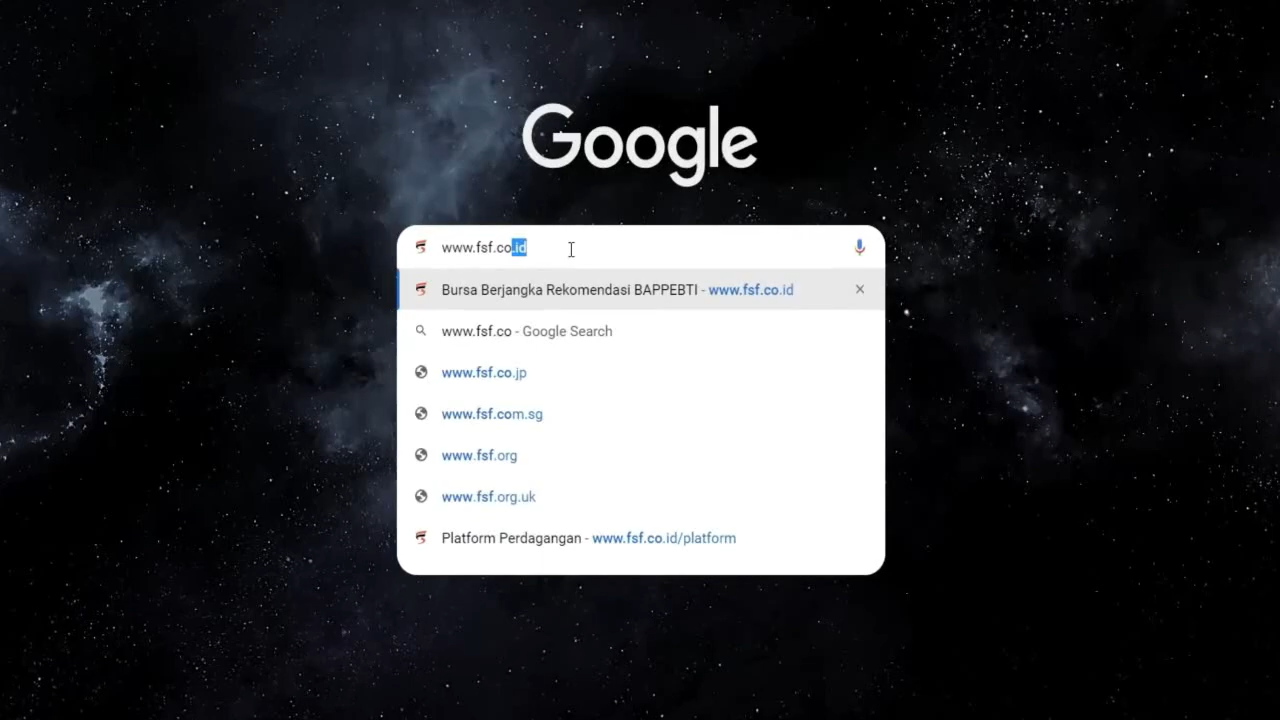 Google
www.fsf.co.id
Bursa Berjangka Rekomendasi BAPPEBTI - www.fsf.co.id
www.fsf.co - Google Search
www.fsf.co.jp
www.fsf.com.sg
www.fsf.org
www.fsf.org.uk
Platform Perdagangan - www.fsf.co.id/platform